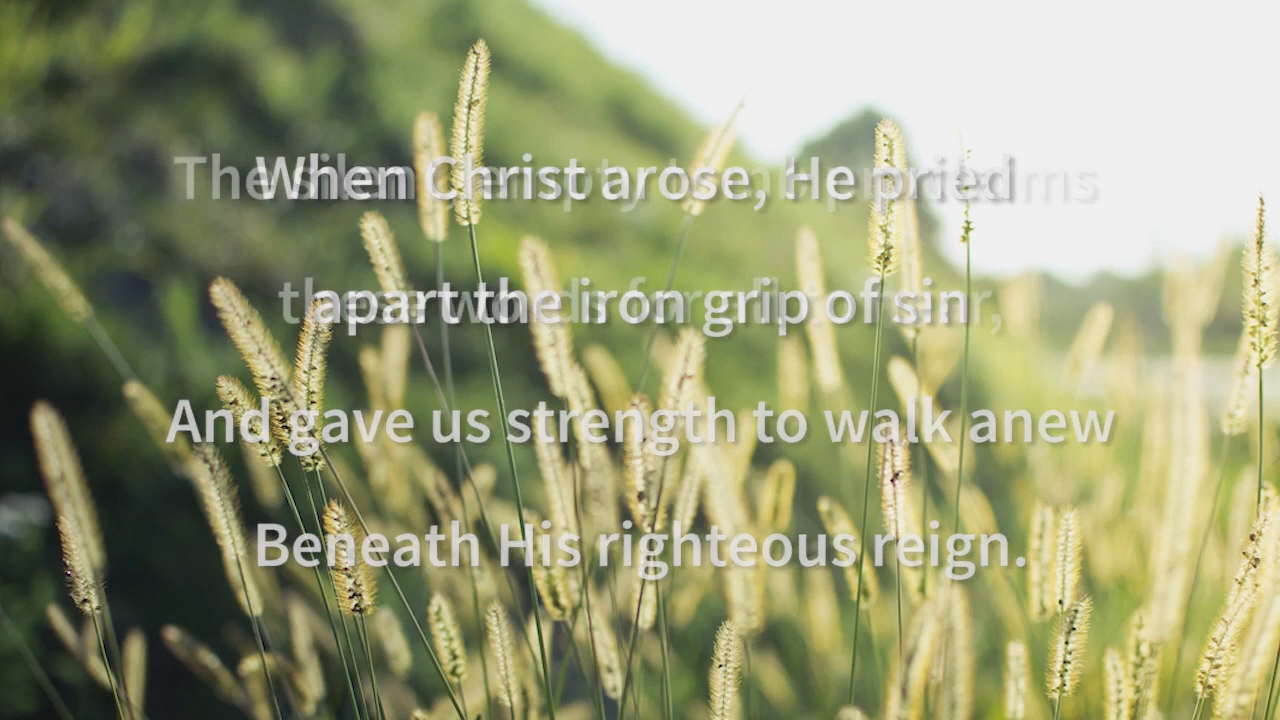 When Christ arose, He pried
apart the iron grip of sin,
And gave us strength to walk anew
Beneath His righteous reign.